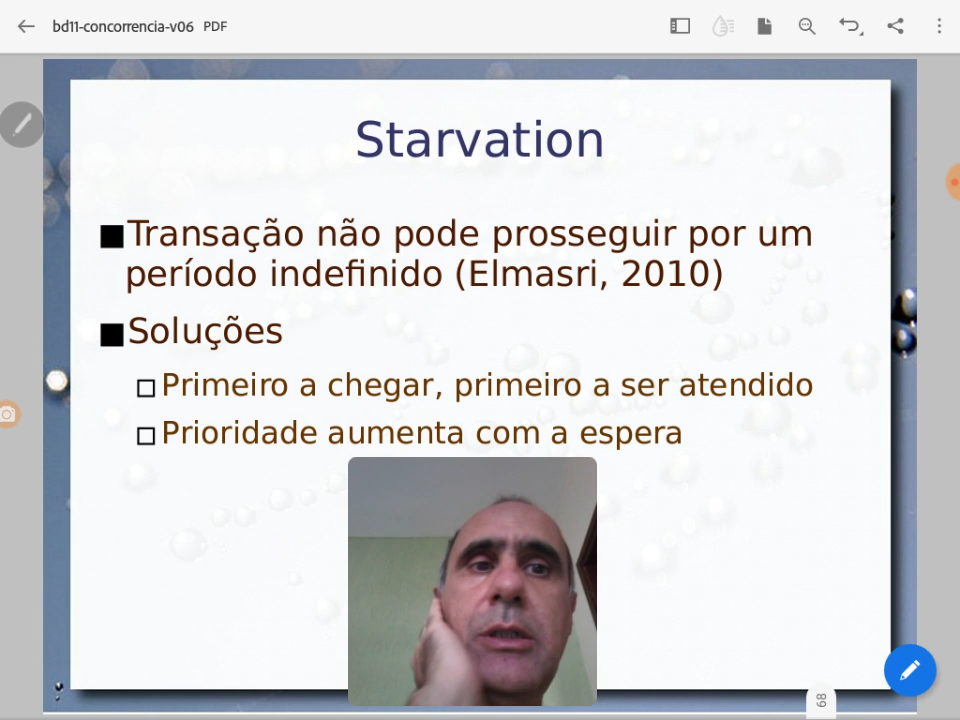 bd11-concorrencia-v06 PDF
Starvation
Transação não pode prosseguir por um
período indefinido (Elmasri, 2010)
Soluções
Primeiro a chegar, primeiro a ser atendido
Prioridade aumenta com a espera
68